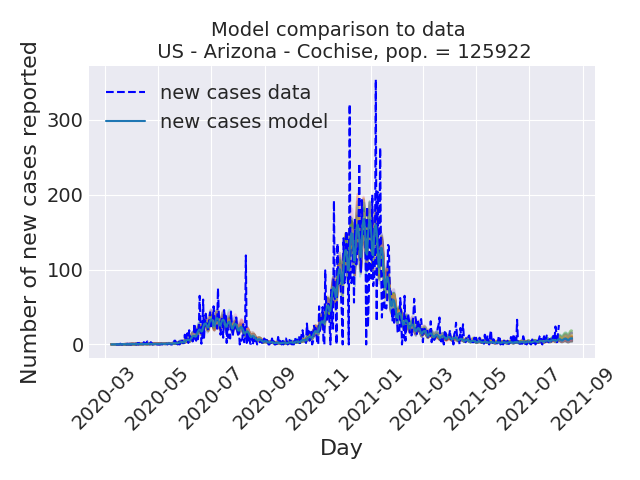 Model comparison to data
US - Arizona - Cochise, pop. = 125922
Number of new cases reported
new cases data
new cases model
300
200
100
0
2020-03
2020-05
2020-07
2020-09
2020-11
2021-01
2021-03
2021-05
2021-07
2021-09
Day